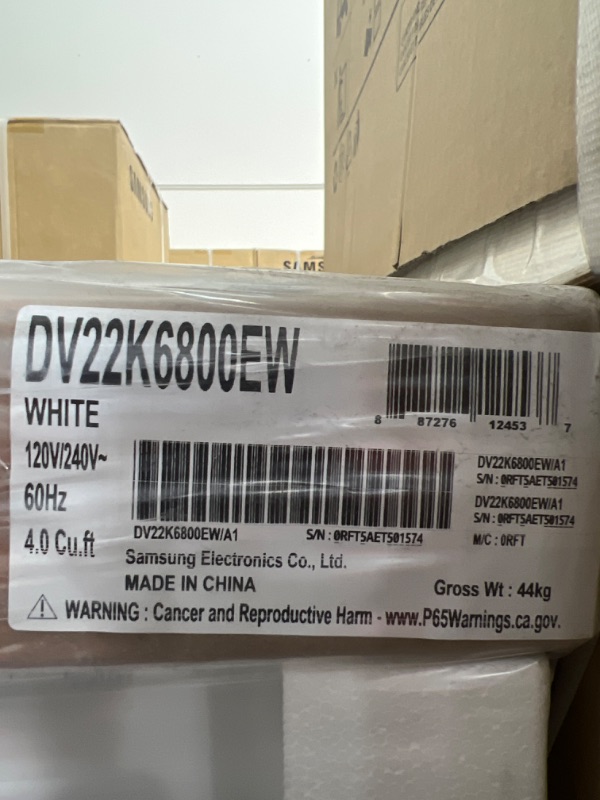 SAMSUNG
SAMS
DV22K6800EW
WHITE
120V/240V~
60Hz
4.0 Cu.ft
8 87276 12453 7
DV22K6800EW/A1
S/N : 0RFT5AET501574
DV22K6800EW/A1
S/N : 0RFT5AET501574
M/C : 0RFT
DV22K6800EW/A1 S/N : 0RFT5AET501574
Samsung Electronics Co., Ltd.
MADE IN CHINA
Gross Wt : 44kg
WARNING : Cancer and Reproductive Harm - www.P65Warnings.ca.gov.